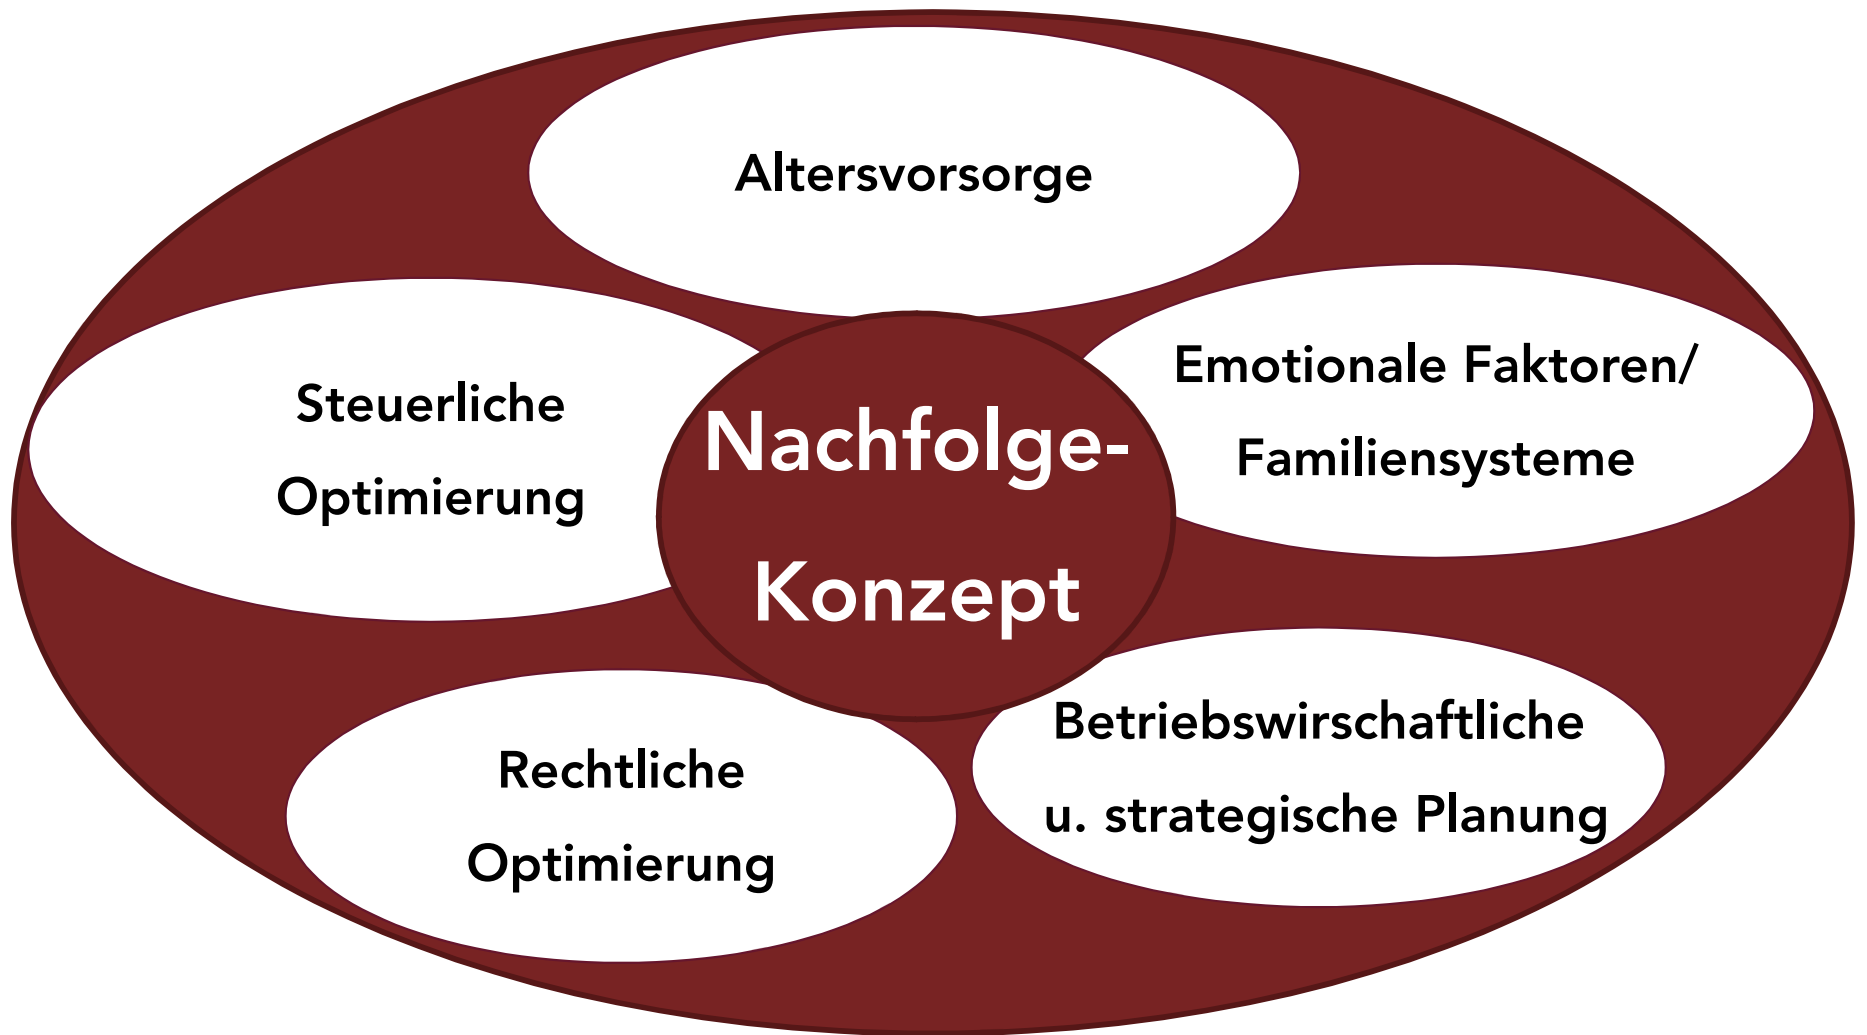 Altersvorsorge
Steuerliche
Optimierung
Nachfolge-
Konzept
Emotionale Faktoren/
Familiensysteme
Rechtliche
Optimierung
Betriebswirschaftliche
u. strategische Planung